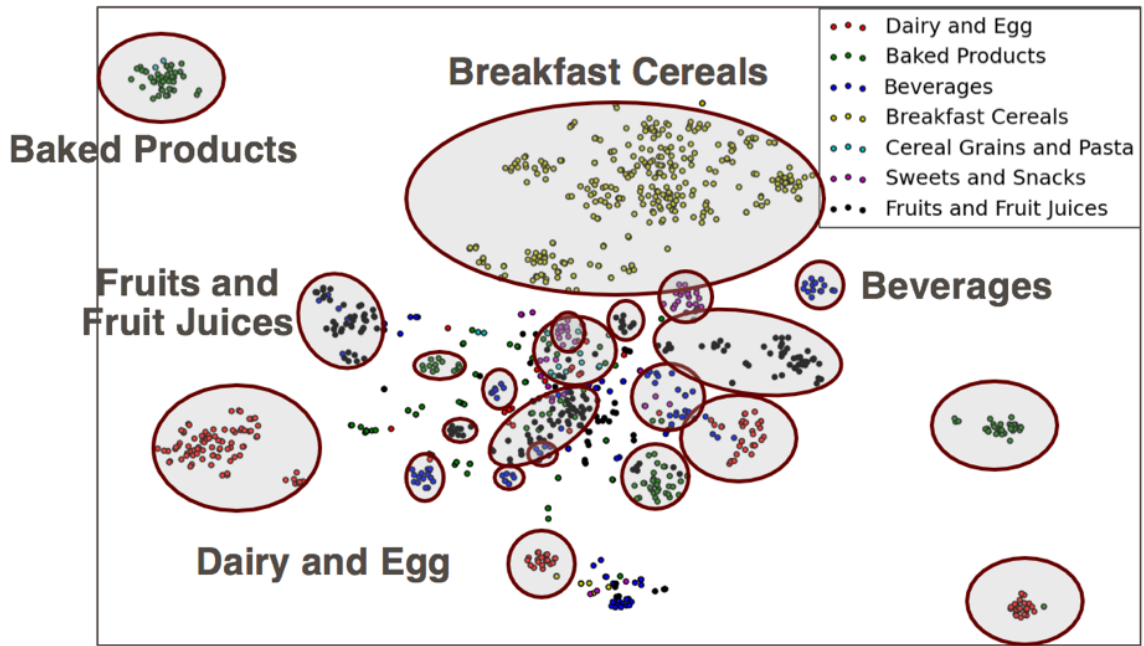 Breakfast Cereals
Baked Products
Fruits and
Fruit Juices
Beverages
Dairy and Egg
Dairy and Egg
Baked Products
Beverages
Breakfast Cereals
Cereal Grains and Pasta
Sweets and Snacks
Fruits and Fruit Juices